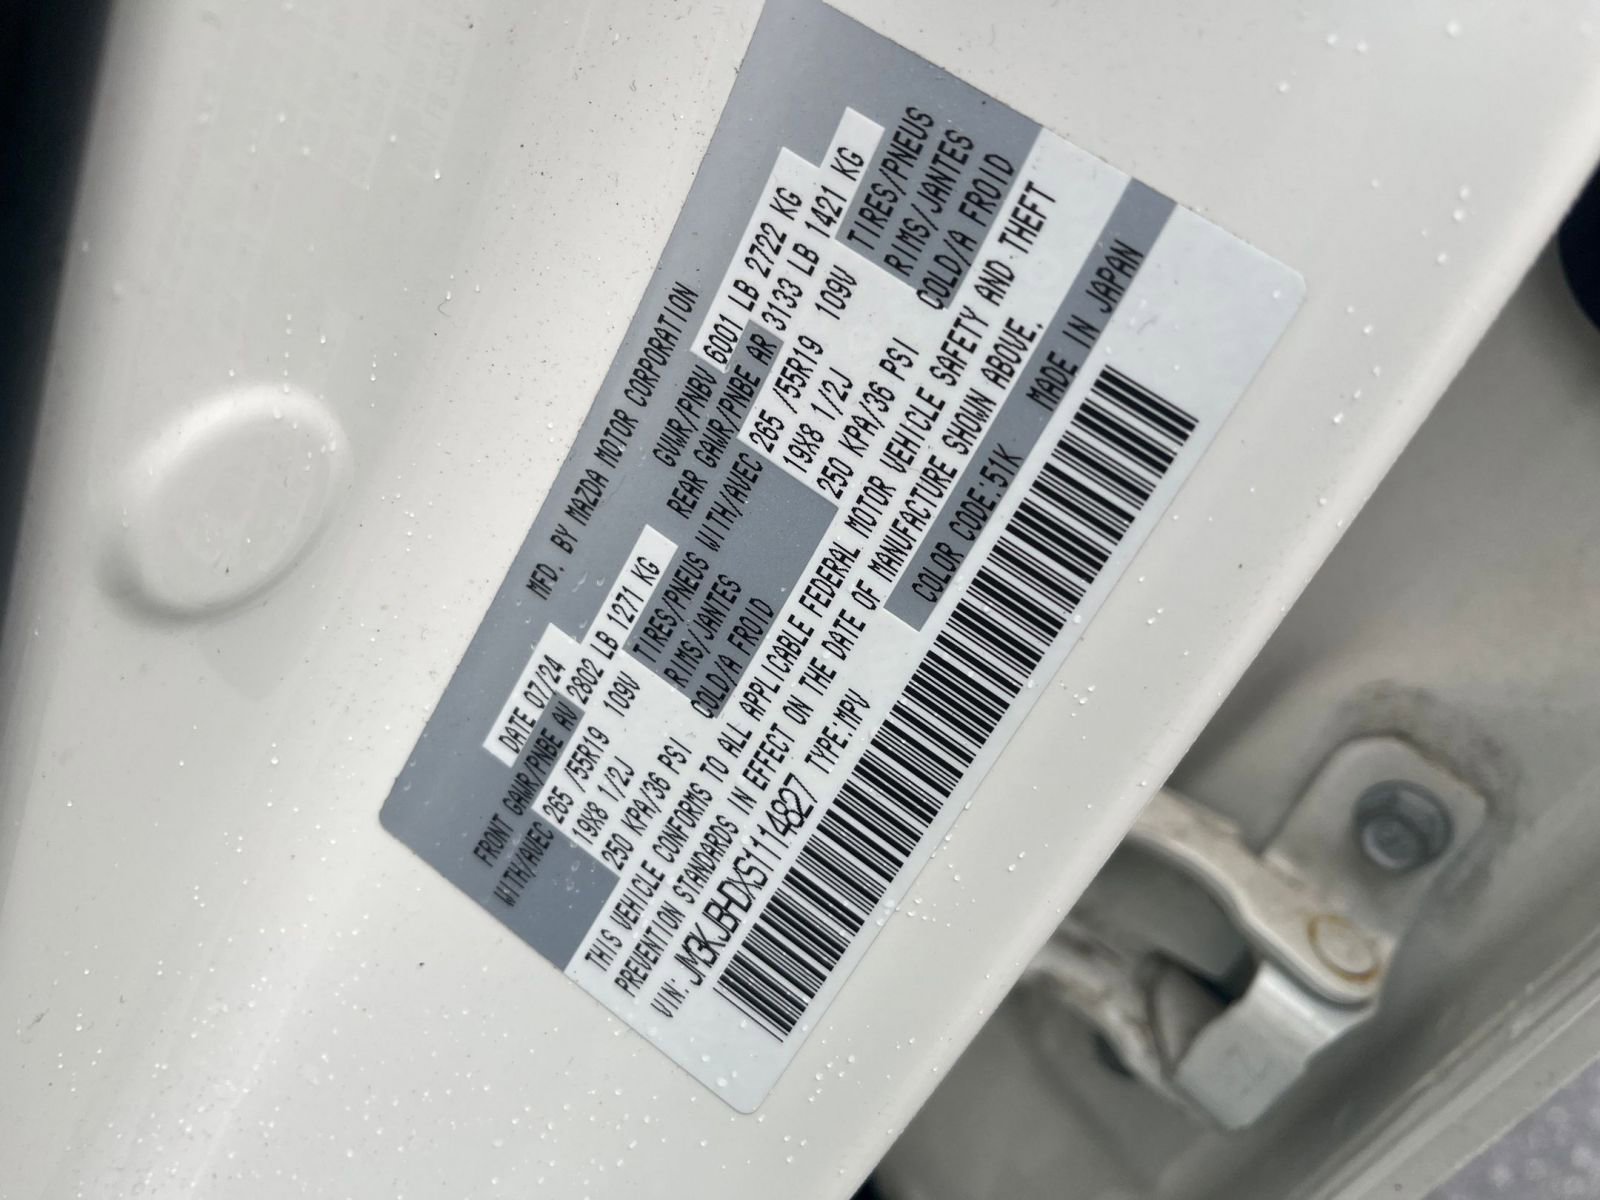 MFD. BY MAZDA MOTOR CORPORATION
DATE 07/24 GVWR/PNBV 6001 LB 2722 KG
FRONT GAWR/PNBE AV 2802 LB 1271 KG REAR GAWR/PNBE AR 3133 LB 1421 KG
WITH/AVEC 265 /55R19 109V TIRES/PNEUS WITH/AVEC 265 /55R19 109V TIRES/PNEUS
19X8 1/2J RIMS/JANTES 19X8 1/2J RIMS/JANTES
250 KPA/36 PSI COLD/A FROID 250 KPA/36 PSI COLD/A FROID
THIS VEHICLE CONFORMS TO ALL APPLICABLE FEDERAL MOTOR VEHICLE SAFETY AND THEFT
PREVENTION STANDARDS IN EFFECT ON THE DATE OF MANUFACTURE SHOWN ABOVE.
VIN: JM3KJBHDXS1114827 TYPE:MPV COLOR CODE:51K MADE IN JAPAN